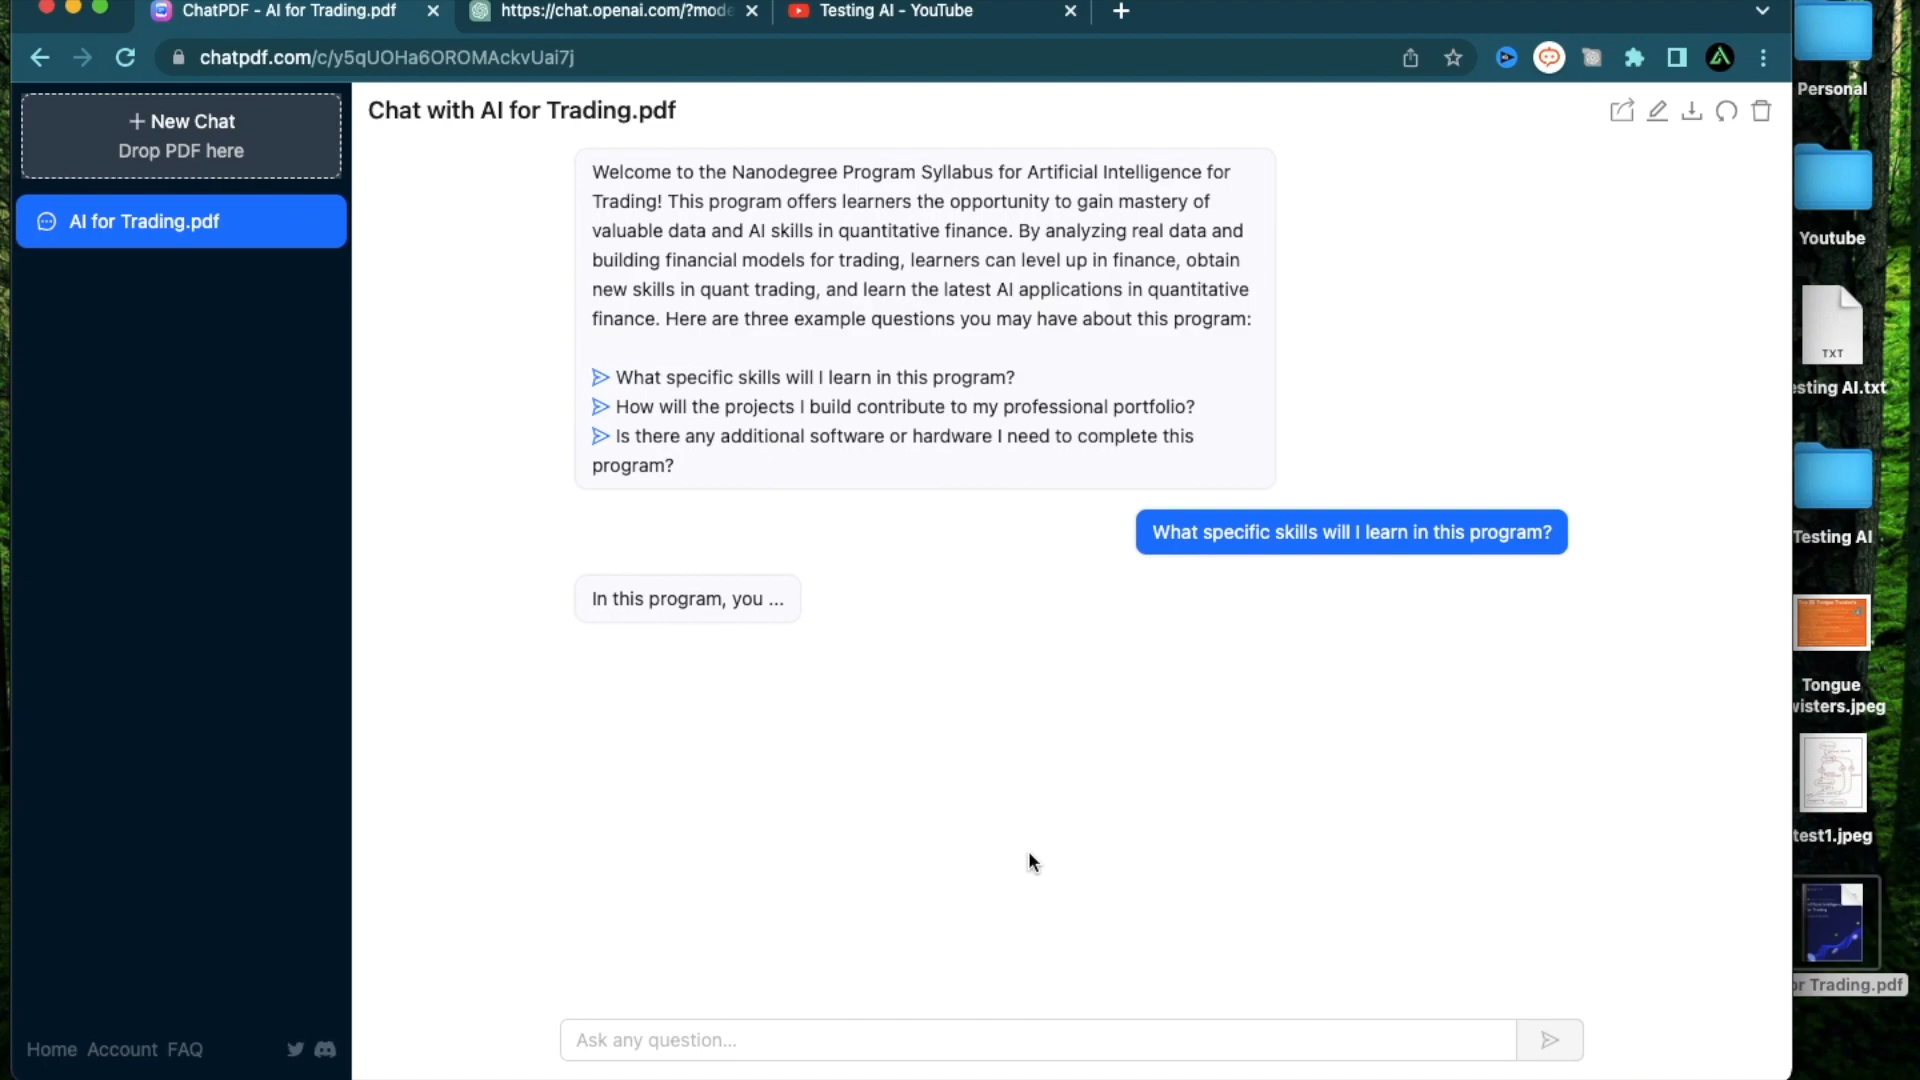 ChatPDF - AI for Trading.pdf
https://chat.openai.com/?mode
Testing AI - YouTube
chatpdf.com/c/y5qUOHa6OROMAckvUai7j
+ New Chat
Drop PDF here
AI for Trading.pdf
Chat with AI for Trading.pdf
Welcome to the Nanodegree Program Syllabus for Artificial Intelligence for
Trading! This program offers learners the opportunity to gain mastery of
valuable data and AI skills in quantitative finance. By analyzing real data and
building financial models for trading, learners can level up in finance, obtain
new skills in quant trading, and learn the latest AI applications in quantitative
finance. Here are three example questions you may have about this program:
What specific skills will I learn in this program?
How will the projects I build contribute to my professional portfolio?
Is there any additional software or hardware I need to complete this
program?
What specific skills will I learn in this program?
In this program, you ...
Ask any question...
Home Account FAQ
Personal
Youtube
TXT
esting AI.txt
Testing AI
Tongue
wisters.jpeg
test1.jpeg
or Trading.pdf